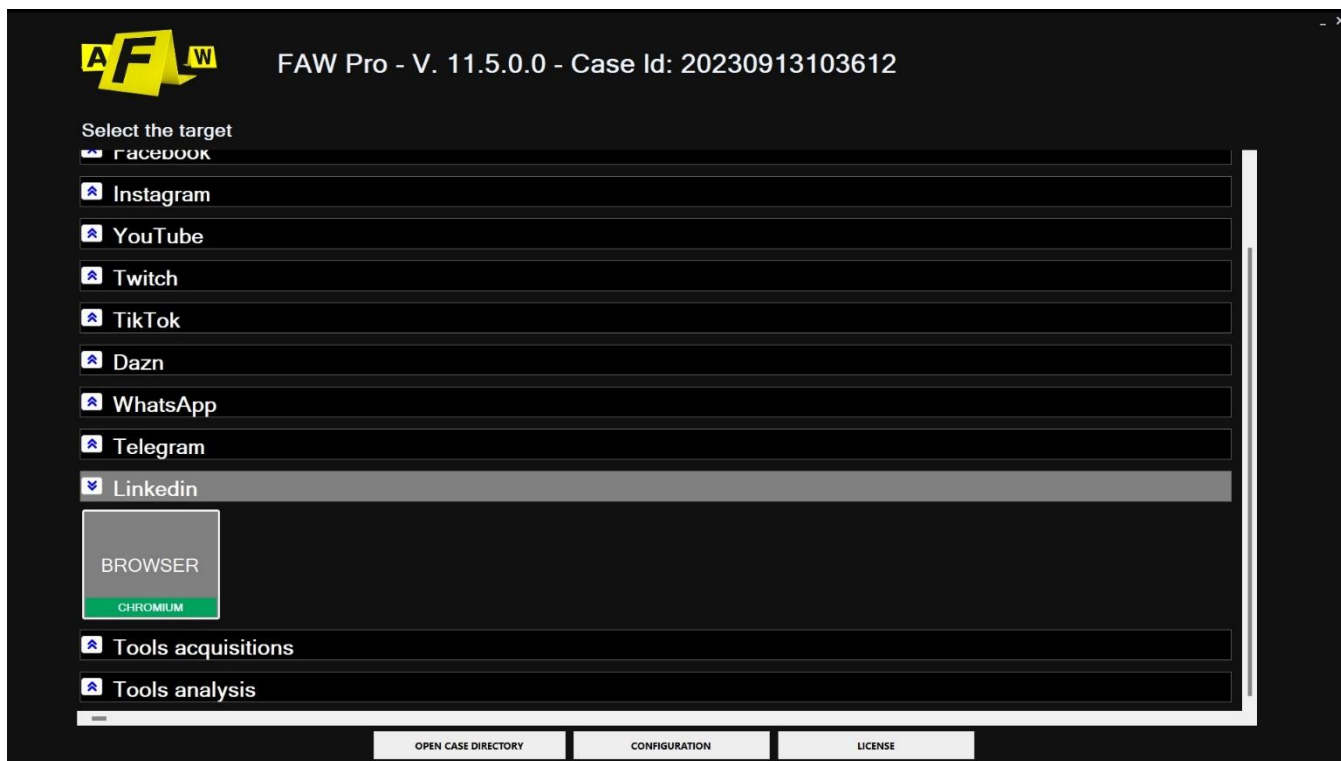 A F W
FAW Pro - V. 11.5.0.0 - Case Id: 20230913103612
Select the target
Facebook
Instagram
YouTube
Twitch
TikTok
Dazn
WhatsApp
Telegram
Linkedin
BROWSER
CHROMIUM
Tools acquisitions
Tools analysis
OPEN CASE DIRECTORY CONFIGURATION LICENSE